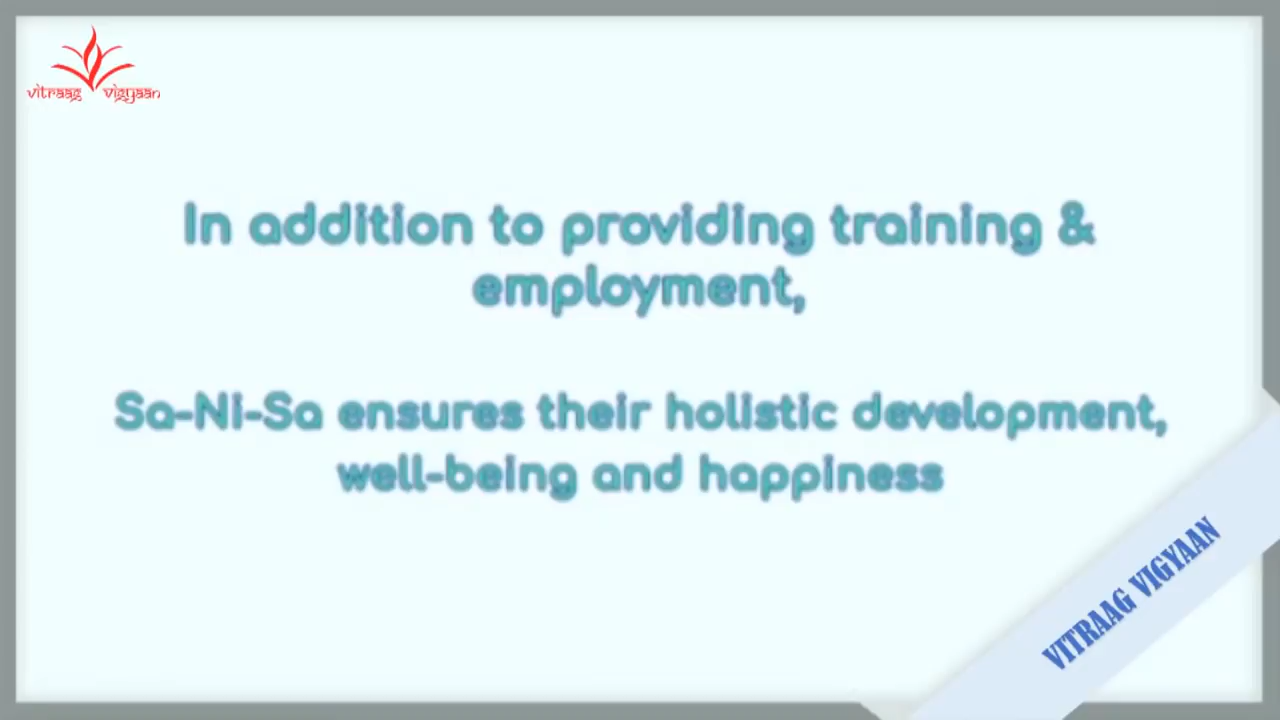 vitraag vigyaan
In addition to providing training &
employment,
Sa-Ni-Sa ensures their holistic development,
well-being and happiness
VITRAAG VIGYAAN